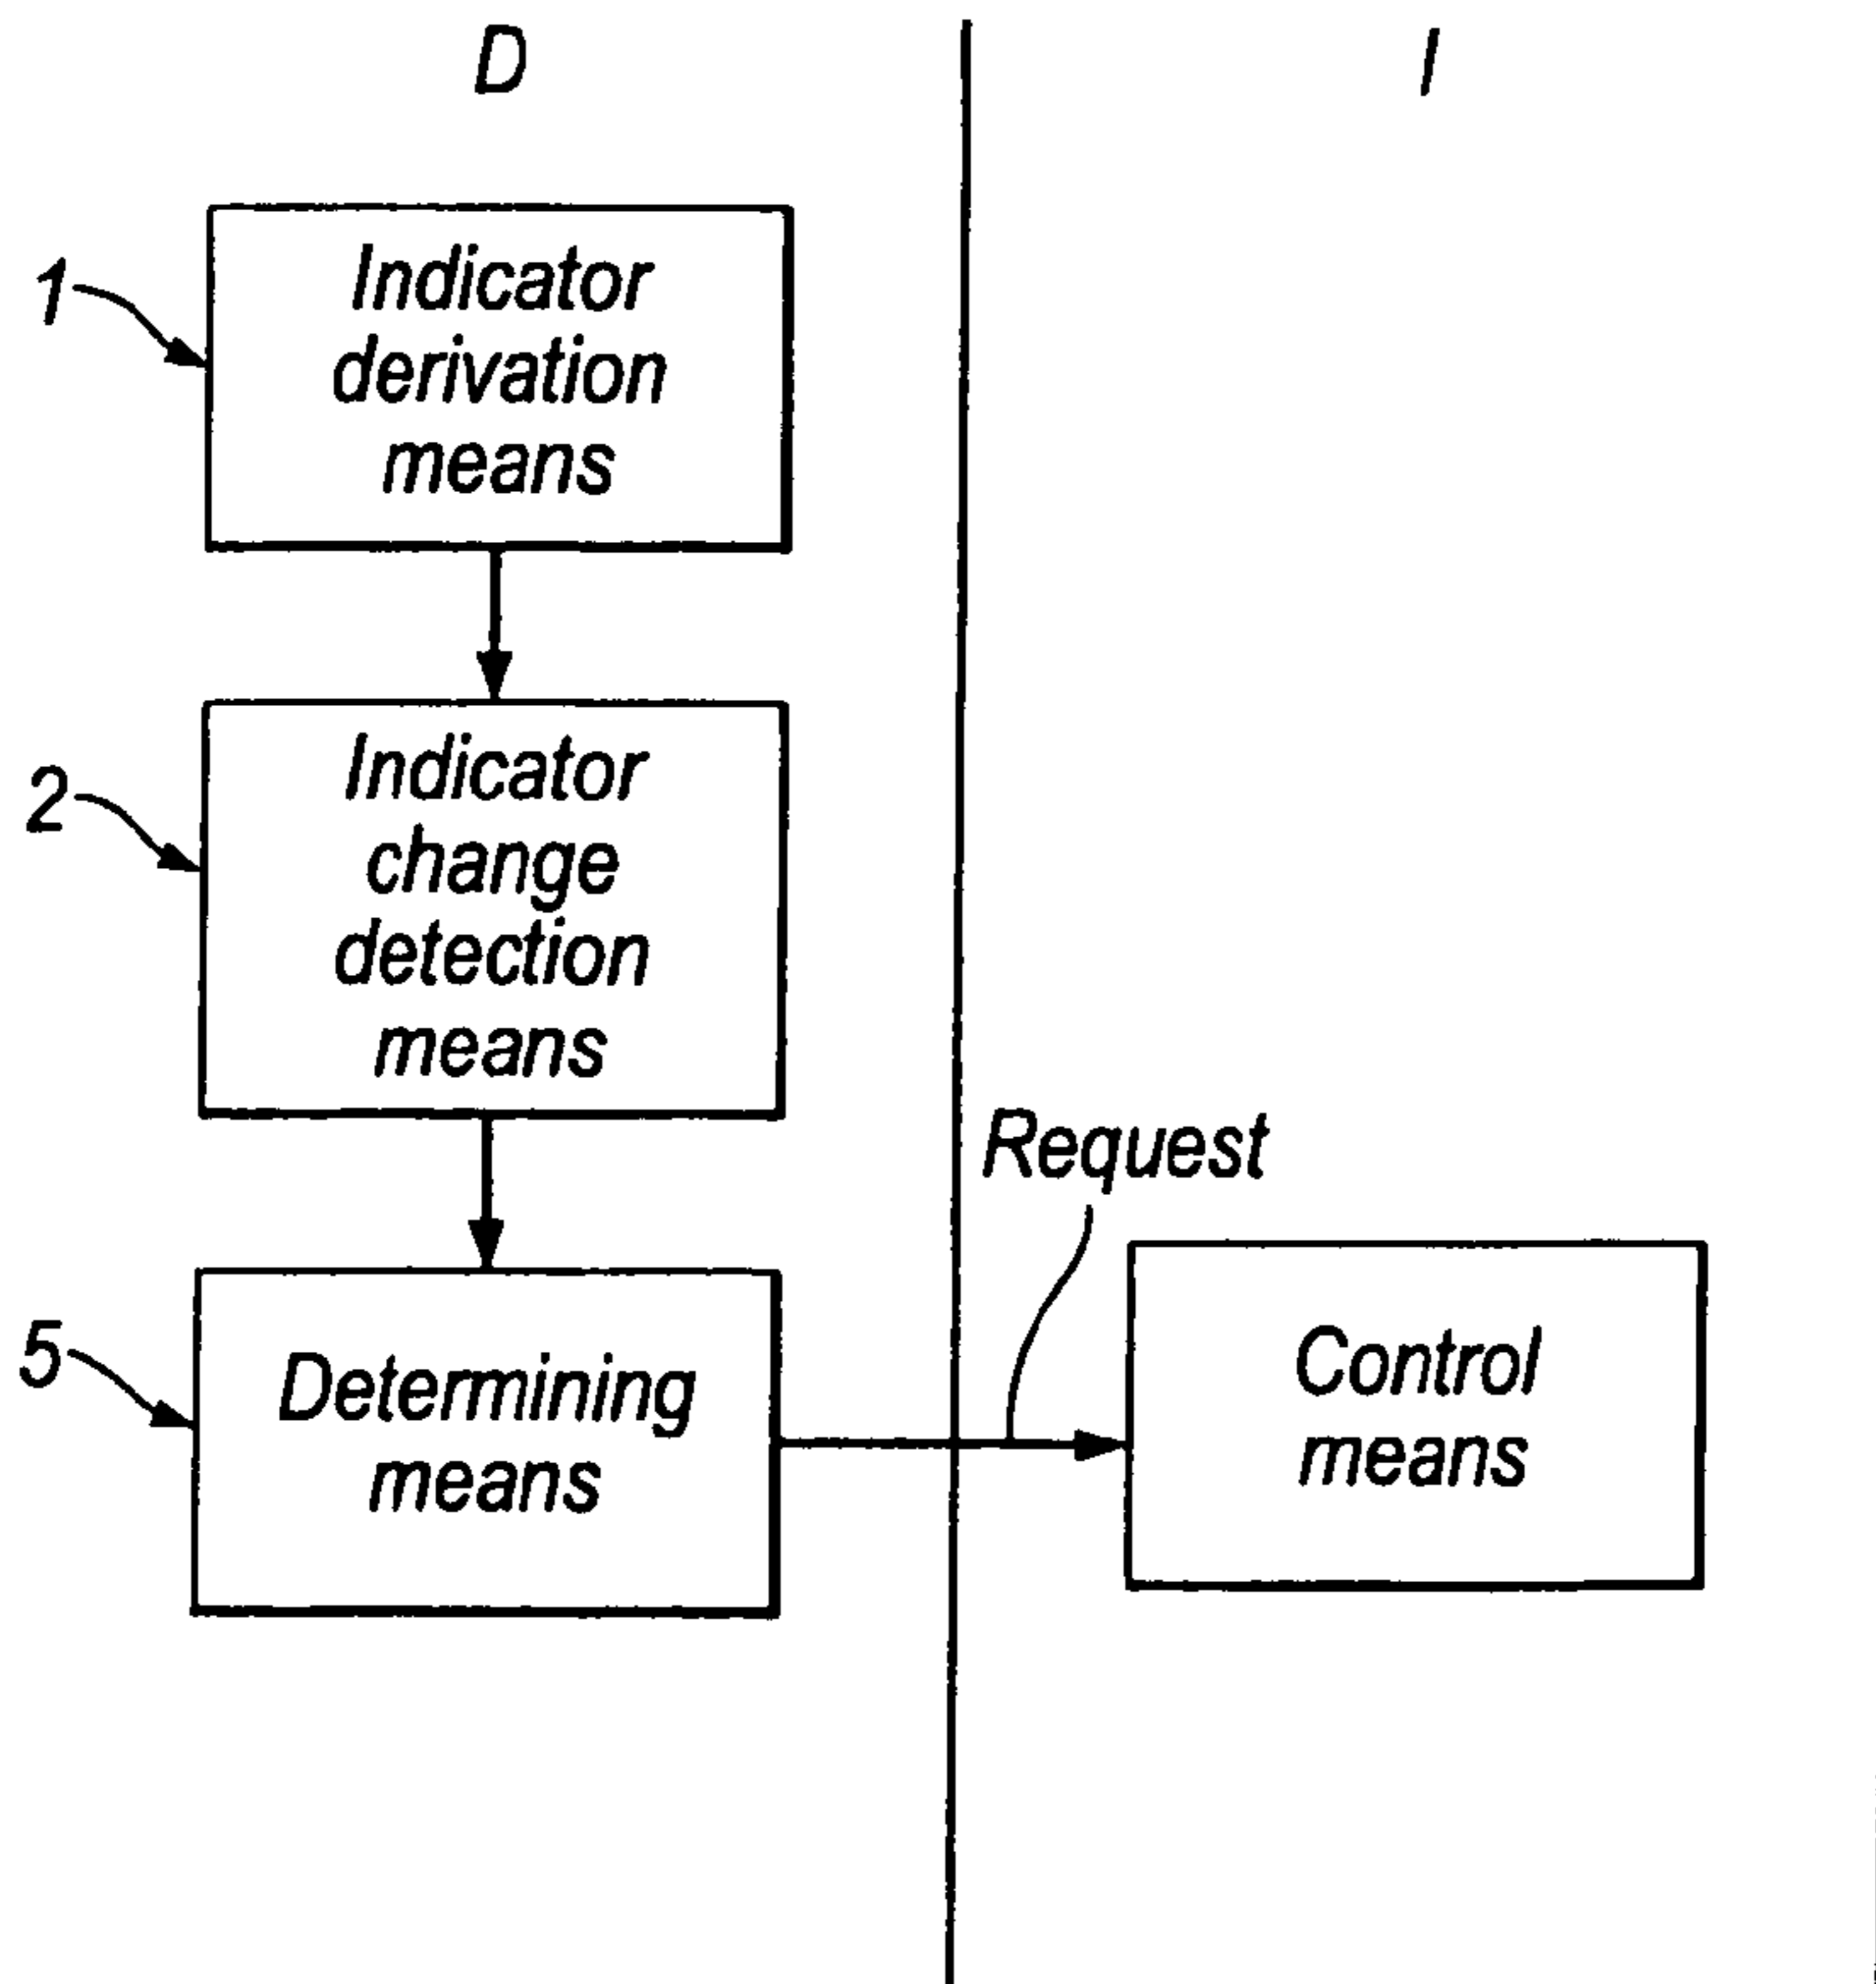 D
I
1
Indicator
derivation
means
2
Indicator
change
detection
means
Request
5
Determining
means
Control
means